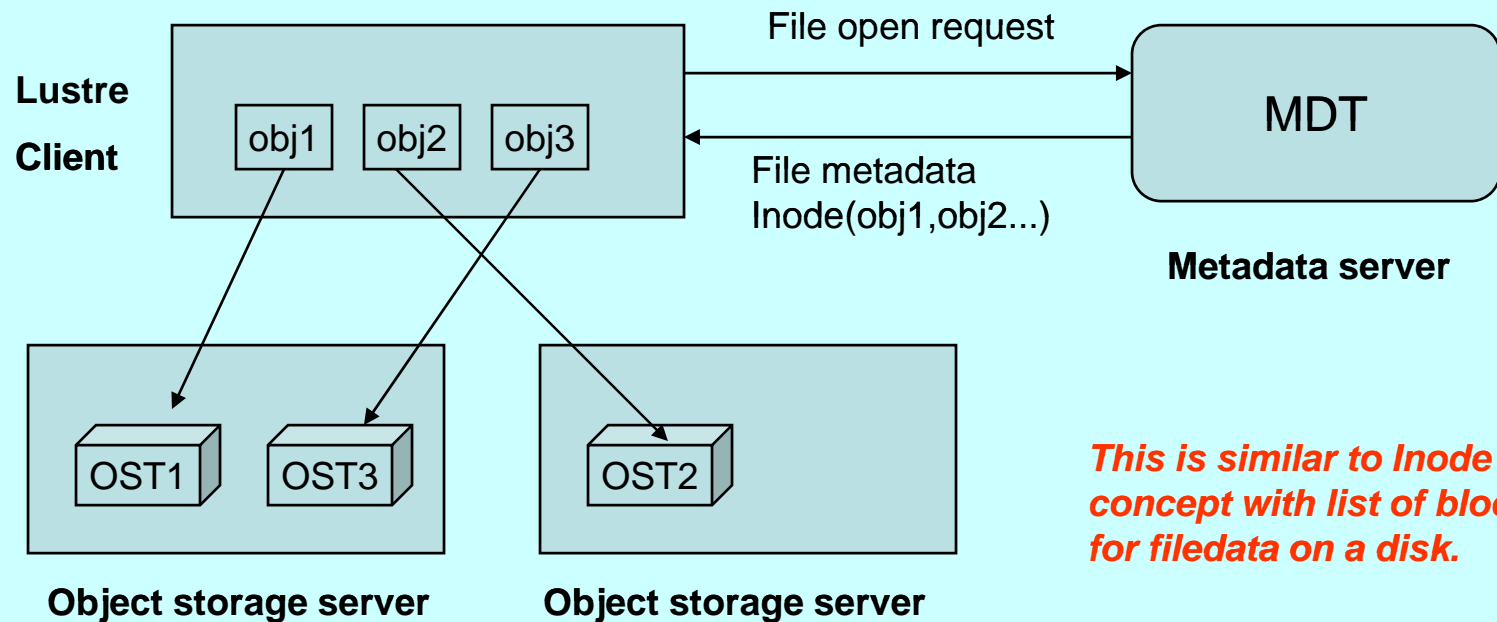 File open request
Lustre
Client
obj1
obj2
obj3
MDT
File metadata
Inode(obj1,obj2...)
Metadata server
OST1
OST3
OST2
This is similar to Inode
concept with list of
for filedata on a disk.
Object storage server
Object storage server